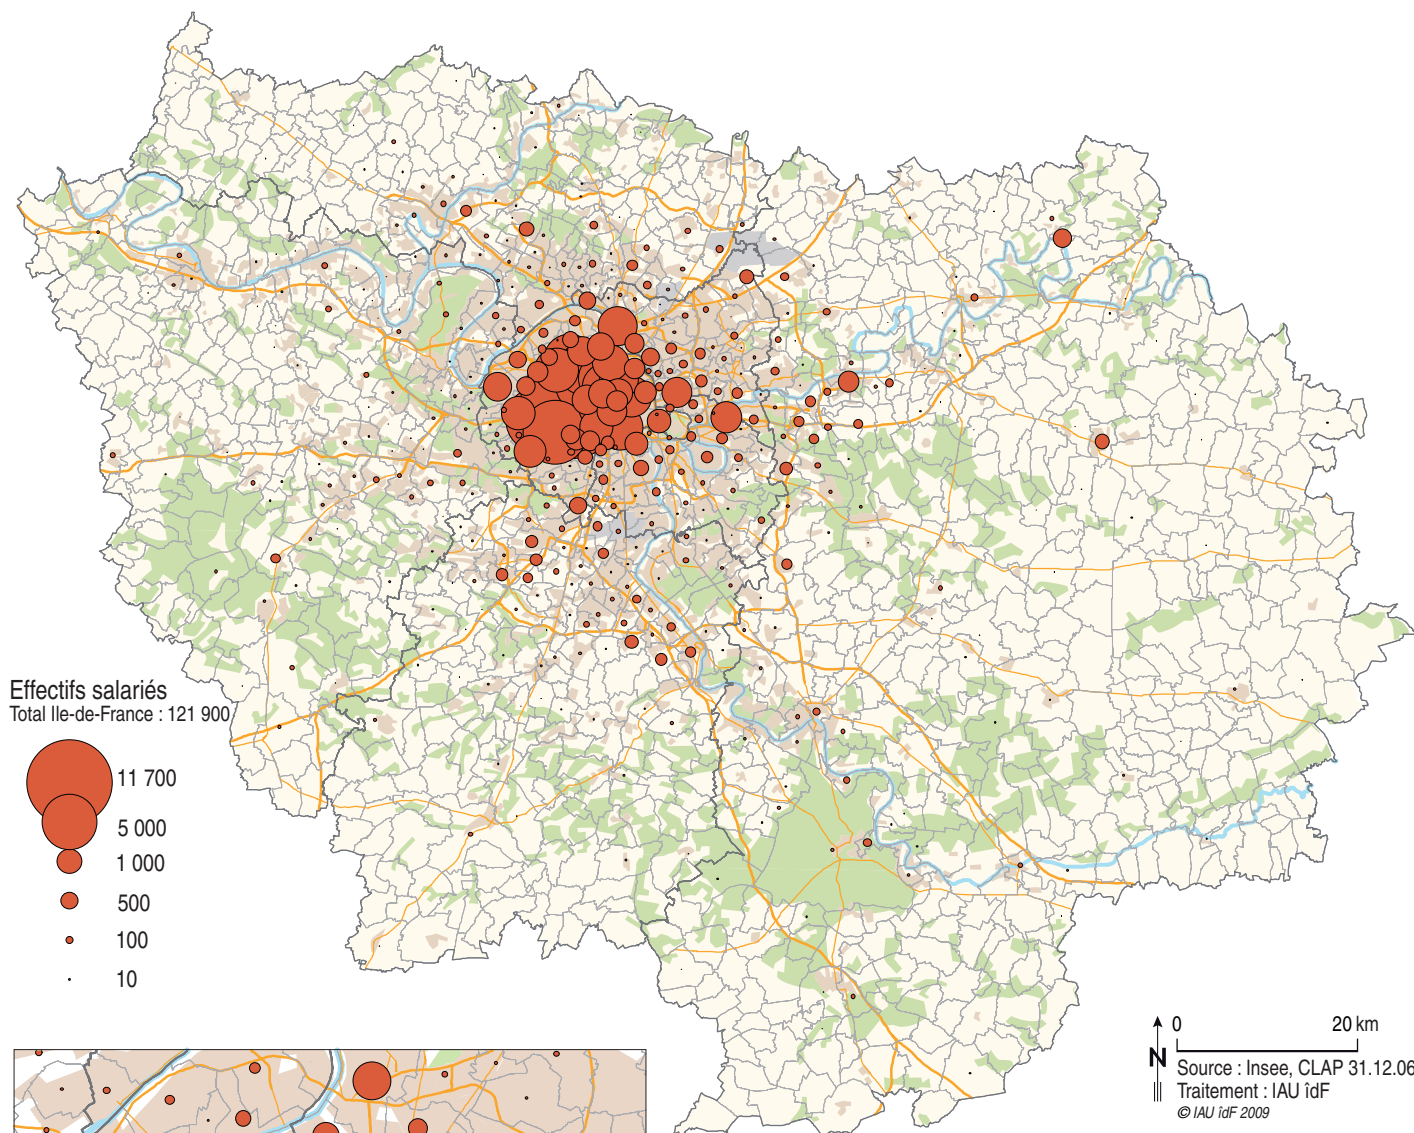 Effectifs salariés
Total Ile-de-France : 121 900
11 700
5 000
1 000
500
100
10
0 20 km
N
Source : Insee, CLAP 31.12.06
Traitement : IAU îdF
© IAU îdF 2009